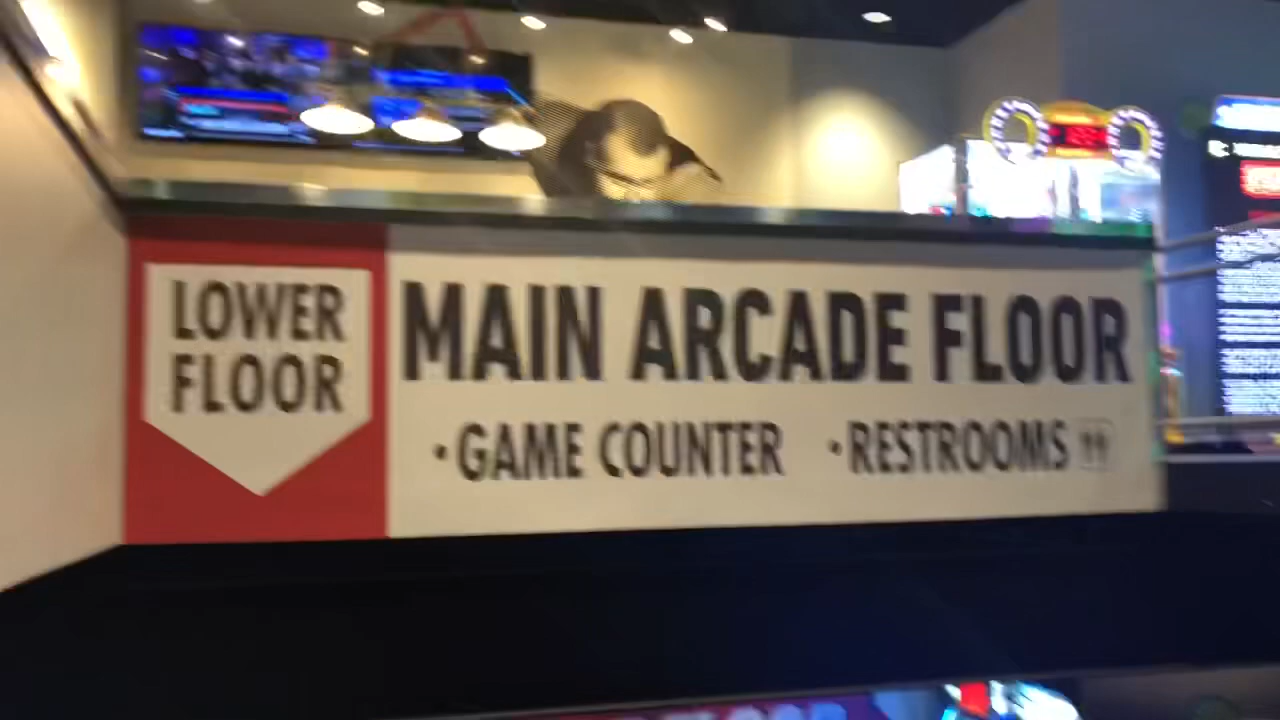 LOWER
FLOOR
MAIN ARCADE FLOOR
·GAME COUNTER ·RESTROOMS